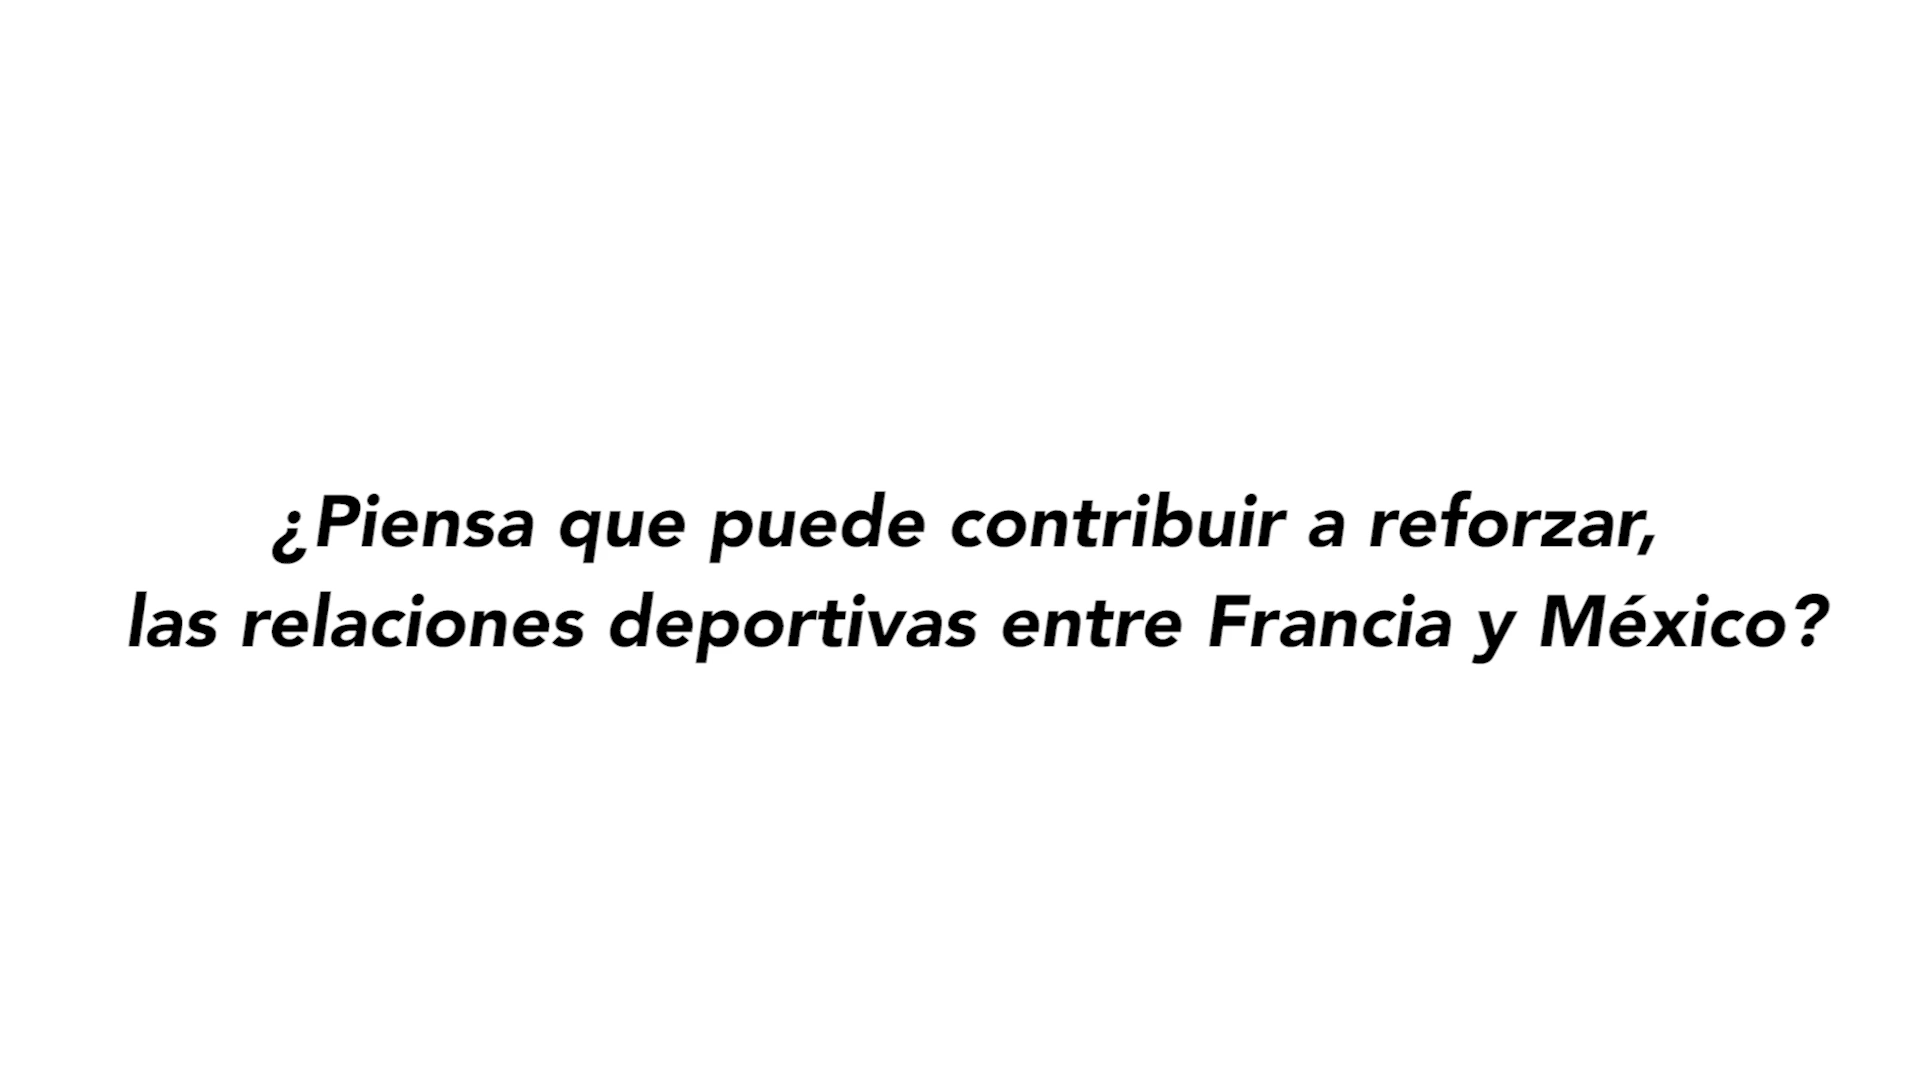 ¿Piensa que puede contribuir a reforzar,
las relaciones deportivas entre Francia y México?